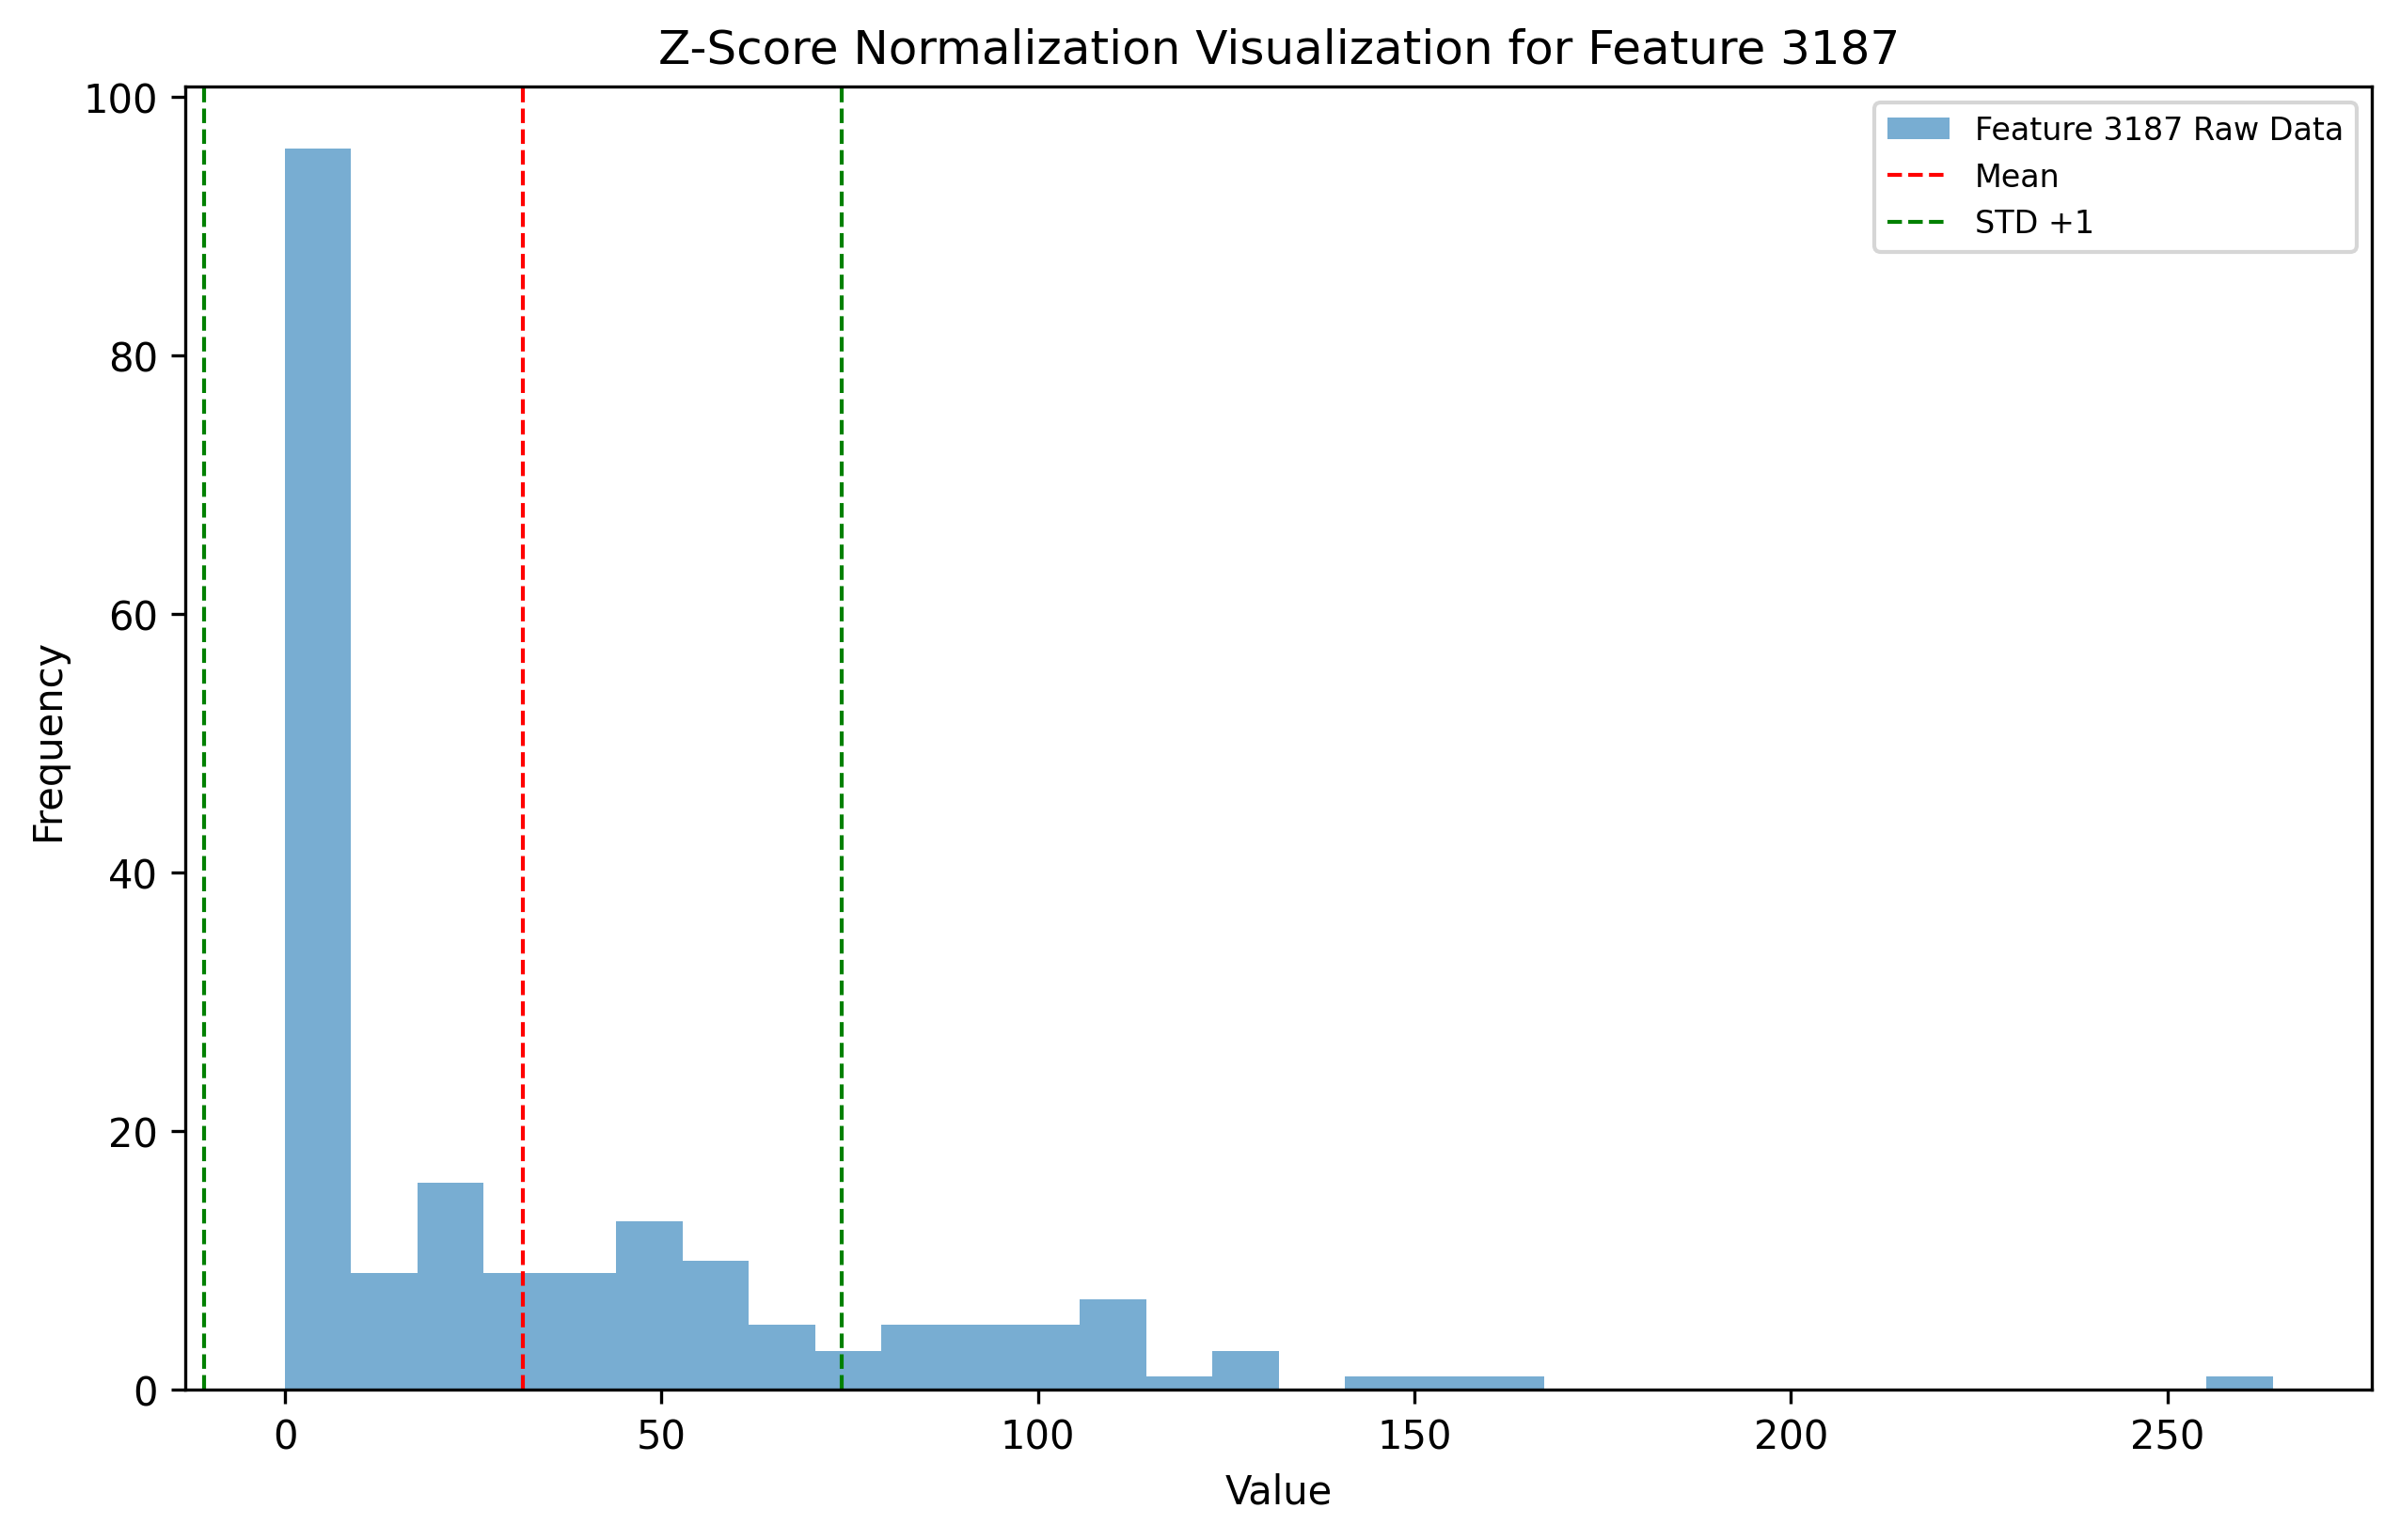 Z-Score Normalization Visualization for Feature 3187
Feature 3187 Raw Data
Mean
STD +1
100
80
60
40
20
0
Frequency
0 50 100 150 200 250
Value